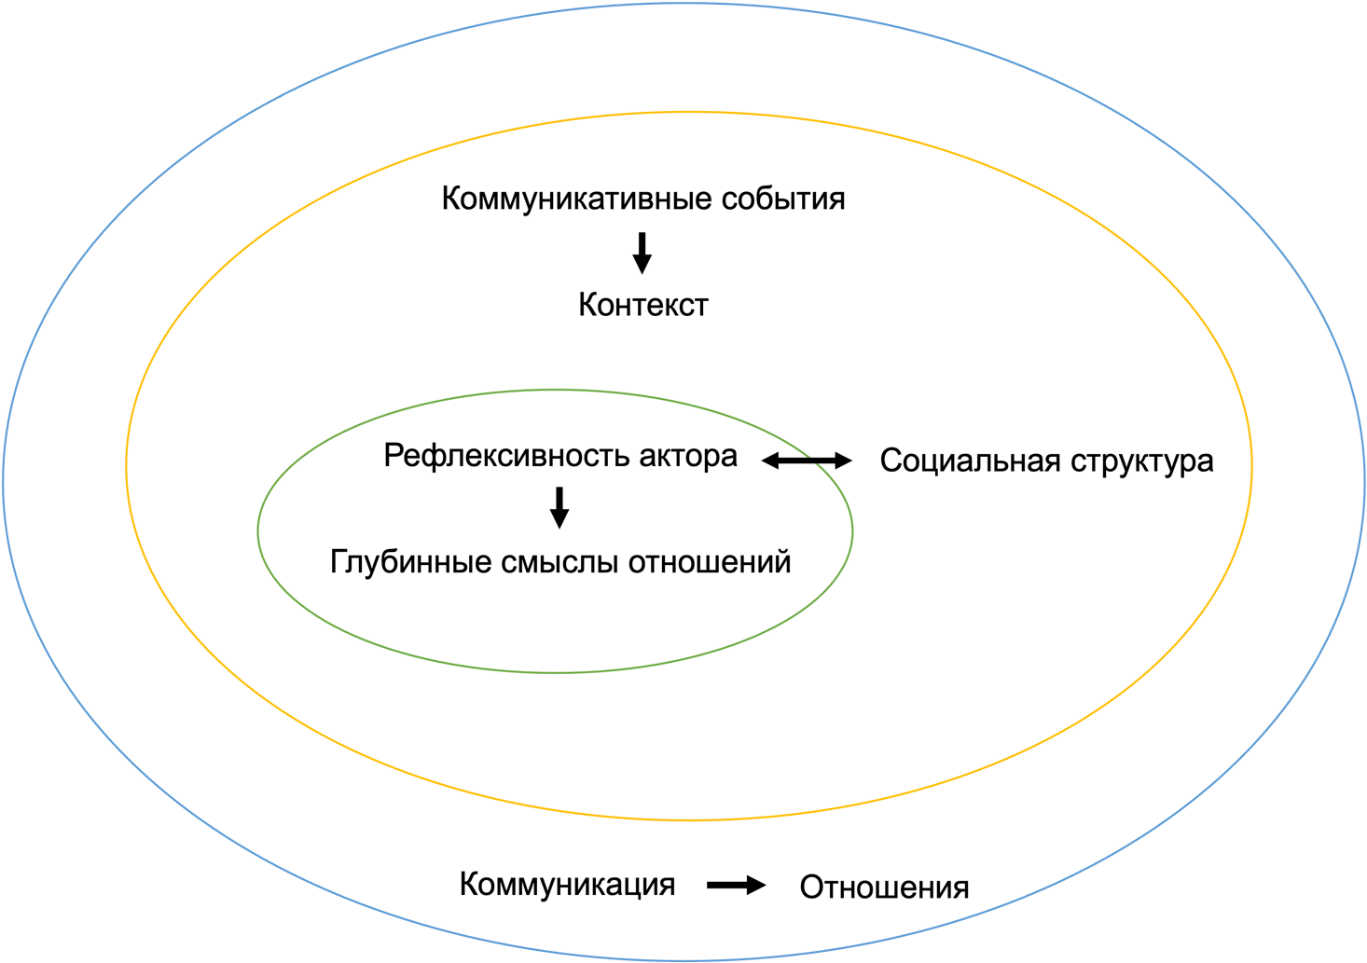 Коммуникативные события
Контекст
Рефлексивность актора
Социальная структура
Глубинные смыслы отношений
Коммуникация
Отношения